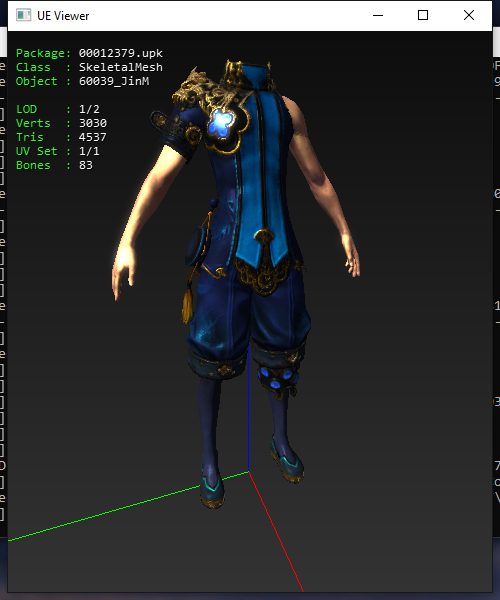 UE Viewer
Package: 00012379.upk
Class : SkeletalMesh
Object : 60039_JinM
LOD : 1/2
Verts : 3030
Tris : 4537
UV Set : 1/1
Bones : 83